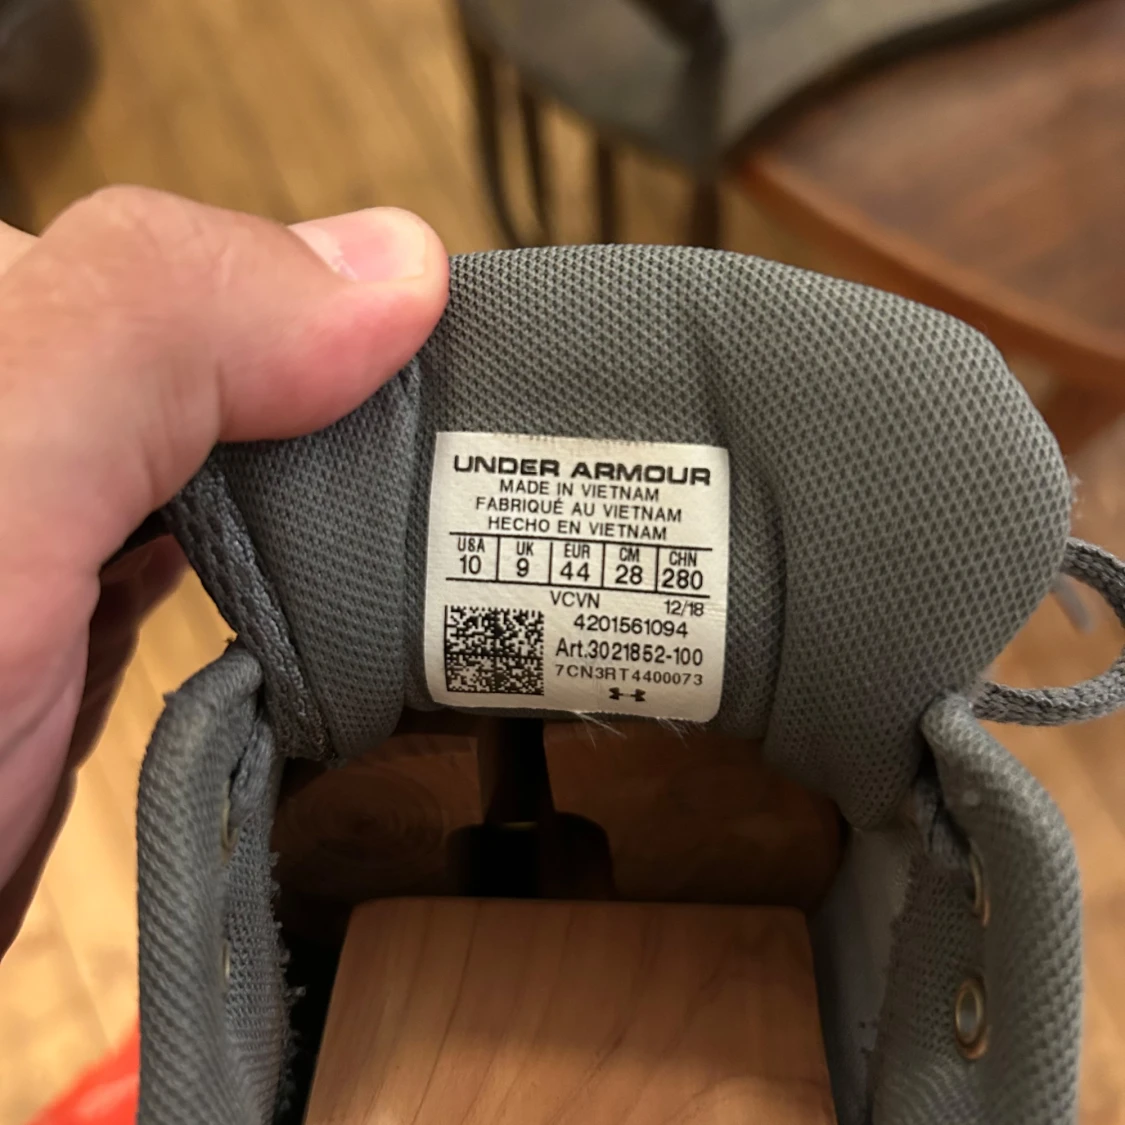 UNDER ARMOUR
MADE IN VIETNAM
FABRIQUÉ AU VIETNAM
HECHO EN VIETNAM
USA UK EUR CM CHN
10 9 44 28 280
VCVN 12/18
4201561094
Art.3021852-100
7CN3RT4400073